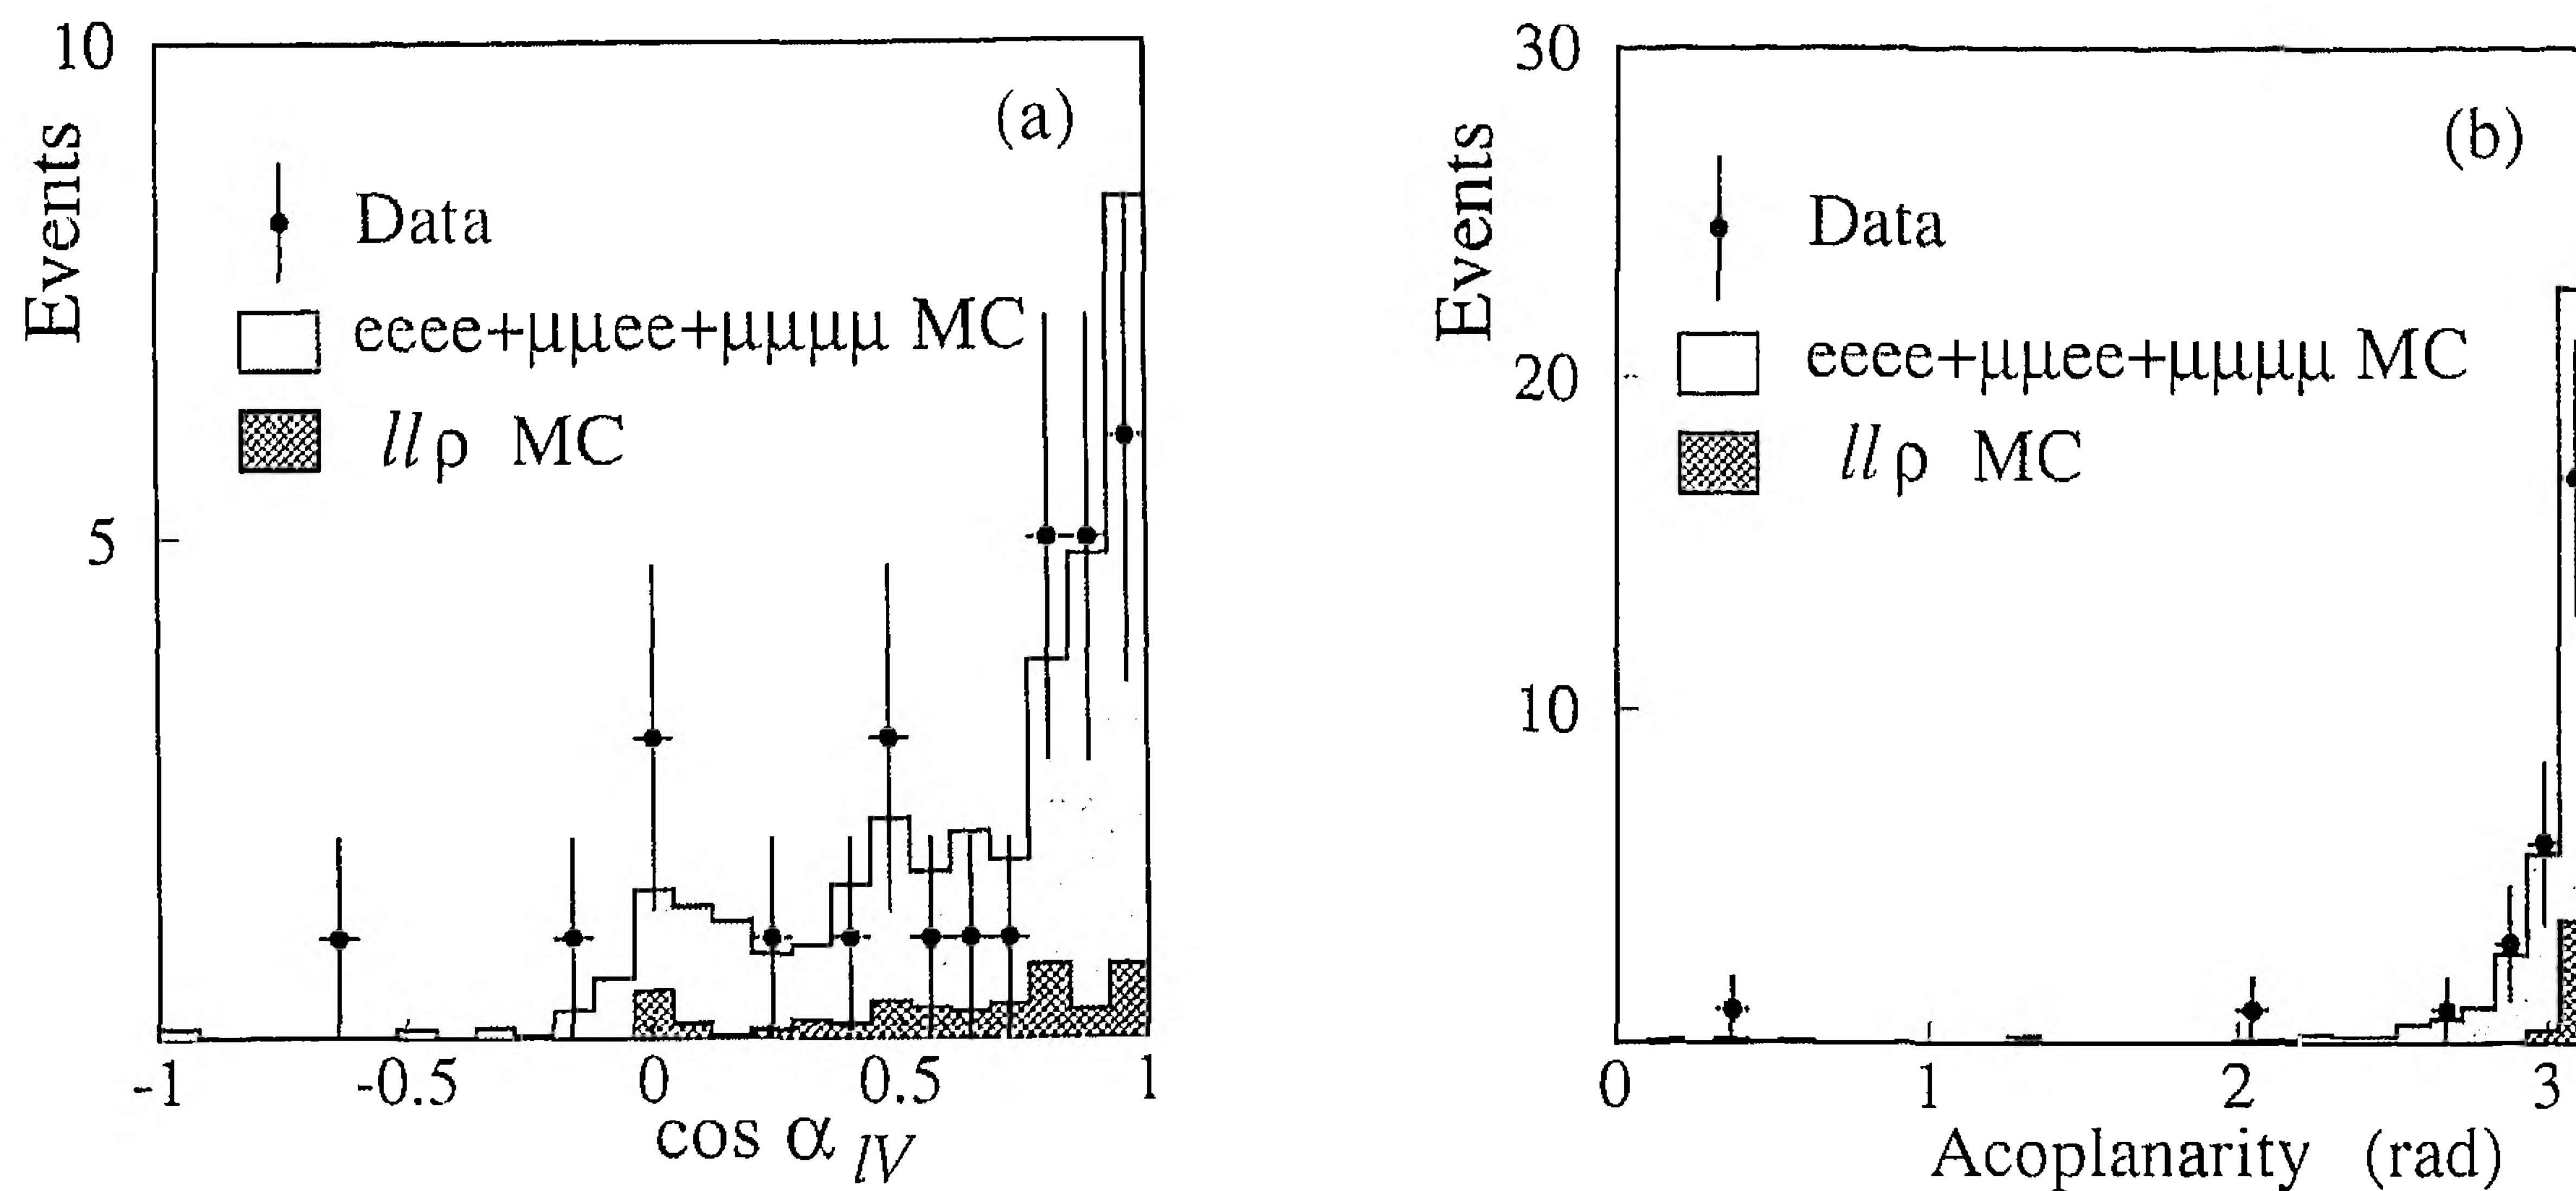 10
(a)
Events
Data
eeee+μμee+μμμμ MC
llρ MC
5
-1 -0.5 0 0.5 1
cos α lV
30
(b)
Events
Data
eeee+μμee+μμμμ MC
20
llρ MC
10
0 1 2 3
Acoplanarity (rad)